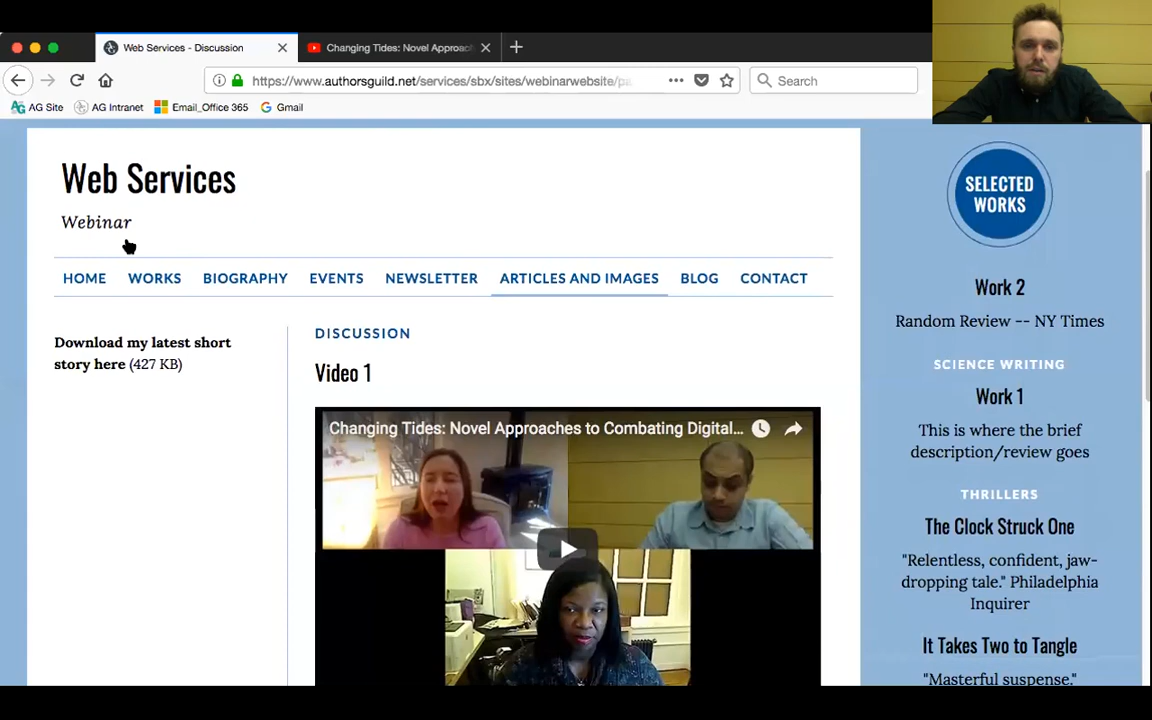 Web Services - Discussion
Changing Tides: Novel Approac
https://www.authorsguild.net/services/sbx/sites/webinarwebsite/pa
Search
AG Site
AG Intranet
Email_Office 365
Gmail
Web Services
Webinar
HOME WORKS BIOGRAPHY EVENTS NEWSLETTER ARTICLES AND IMAGES BLOG CONTACT
Download my latest short
story here (427 KB)
DISCUSSION
Video 1
Changing Tides: Novel Approaches to Combating Digital...
SELECTED
WORKS
Work 2
Random Review -- NY Times
SCIENCE WRITING
Work 1
This is where the brief
description/review goes
THRILLERS
The Clock Struck One
"Relentless, confident, jaw-
dropping tale." Philadelphia
Inquirer
It Takes Two to Tangle
"Masterful suspense."